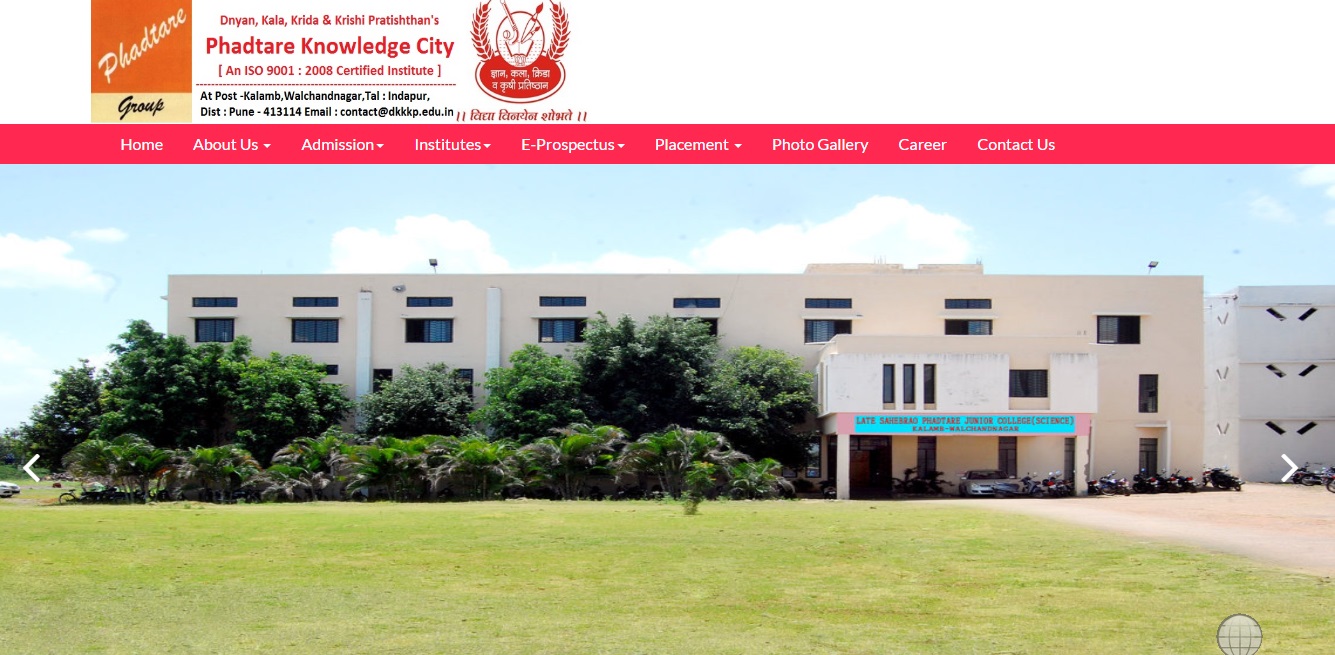 Phadtare
Group
Dnyan, Kala, Krida & Krishi Pratishthan's
Phadtare Knowledge City
[ An ISO 9001 : 2008 Certified Institute ]
At Post -Kalamb,Walchandnagar,Tal : Indapur,
Dist : Pune - 413114 Email : contact@dkkkp.edu.in
ज्ञान, कला, क्रिडा
व कृषी प्रतिष्ठान
।। विद्या विनयेन शोभते ।।
Home About Us Admission Institutes E-Prospectus Placement Photo Gallery Career Contact Us
LATE SAHEBRAO PHADTARE JUNIOR COLLEGE(SCIENCE)
KALAMB-WALCHANDNAGAR